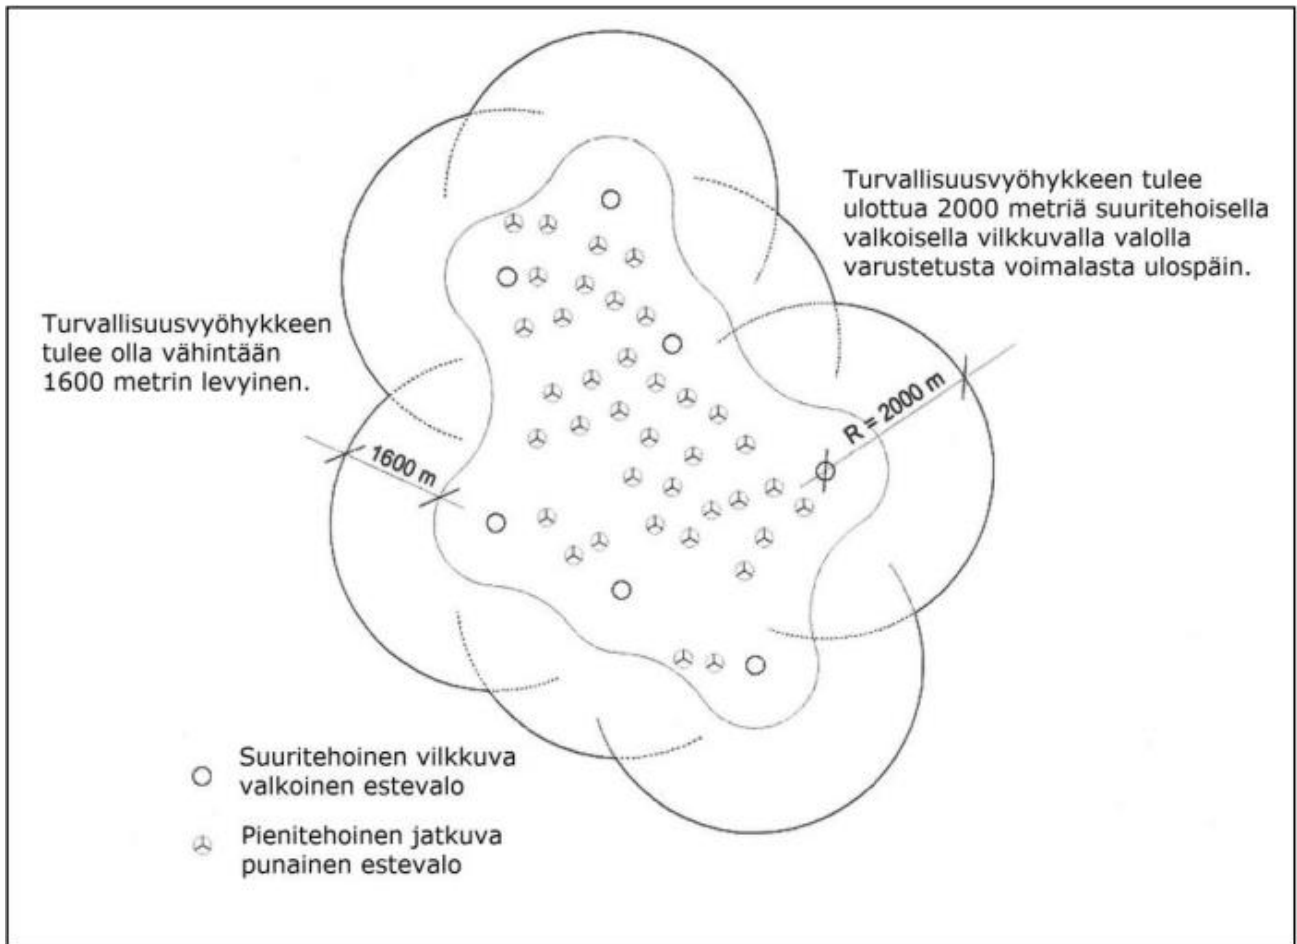 Turvallisuusvyöhykkeen tulee
ulottua 2000 metriä suuritehoisella
valkoisella vilkkuvalla valolla
varustetusta voimalasta ulospäin.
Turvallisuusvyöhykkeen
tulee olla vähintään
1600 metrin levyinen.
R = 2000 m
1600 m
Suuritehoinen vilkkuva
valkoinen estevalo
Pienitehoinen jatkuva
punainen estevalo